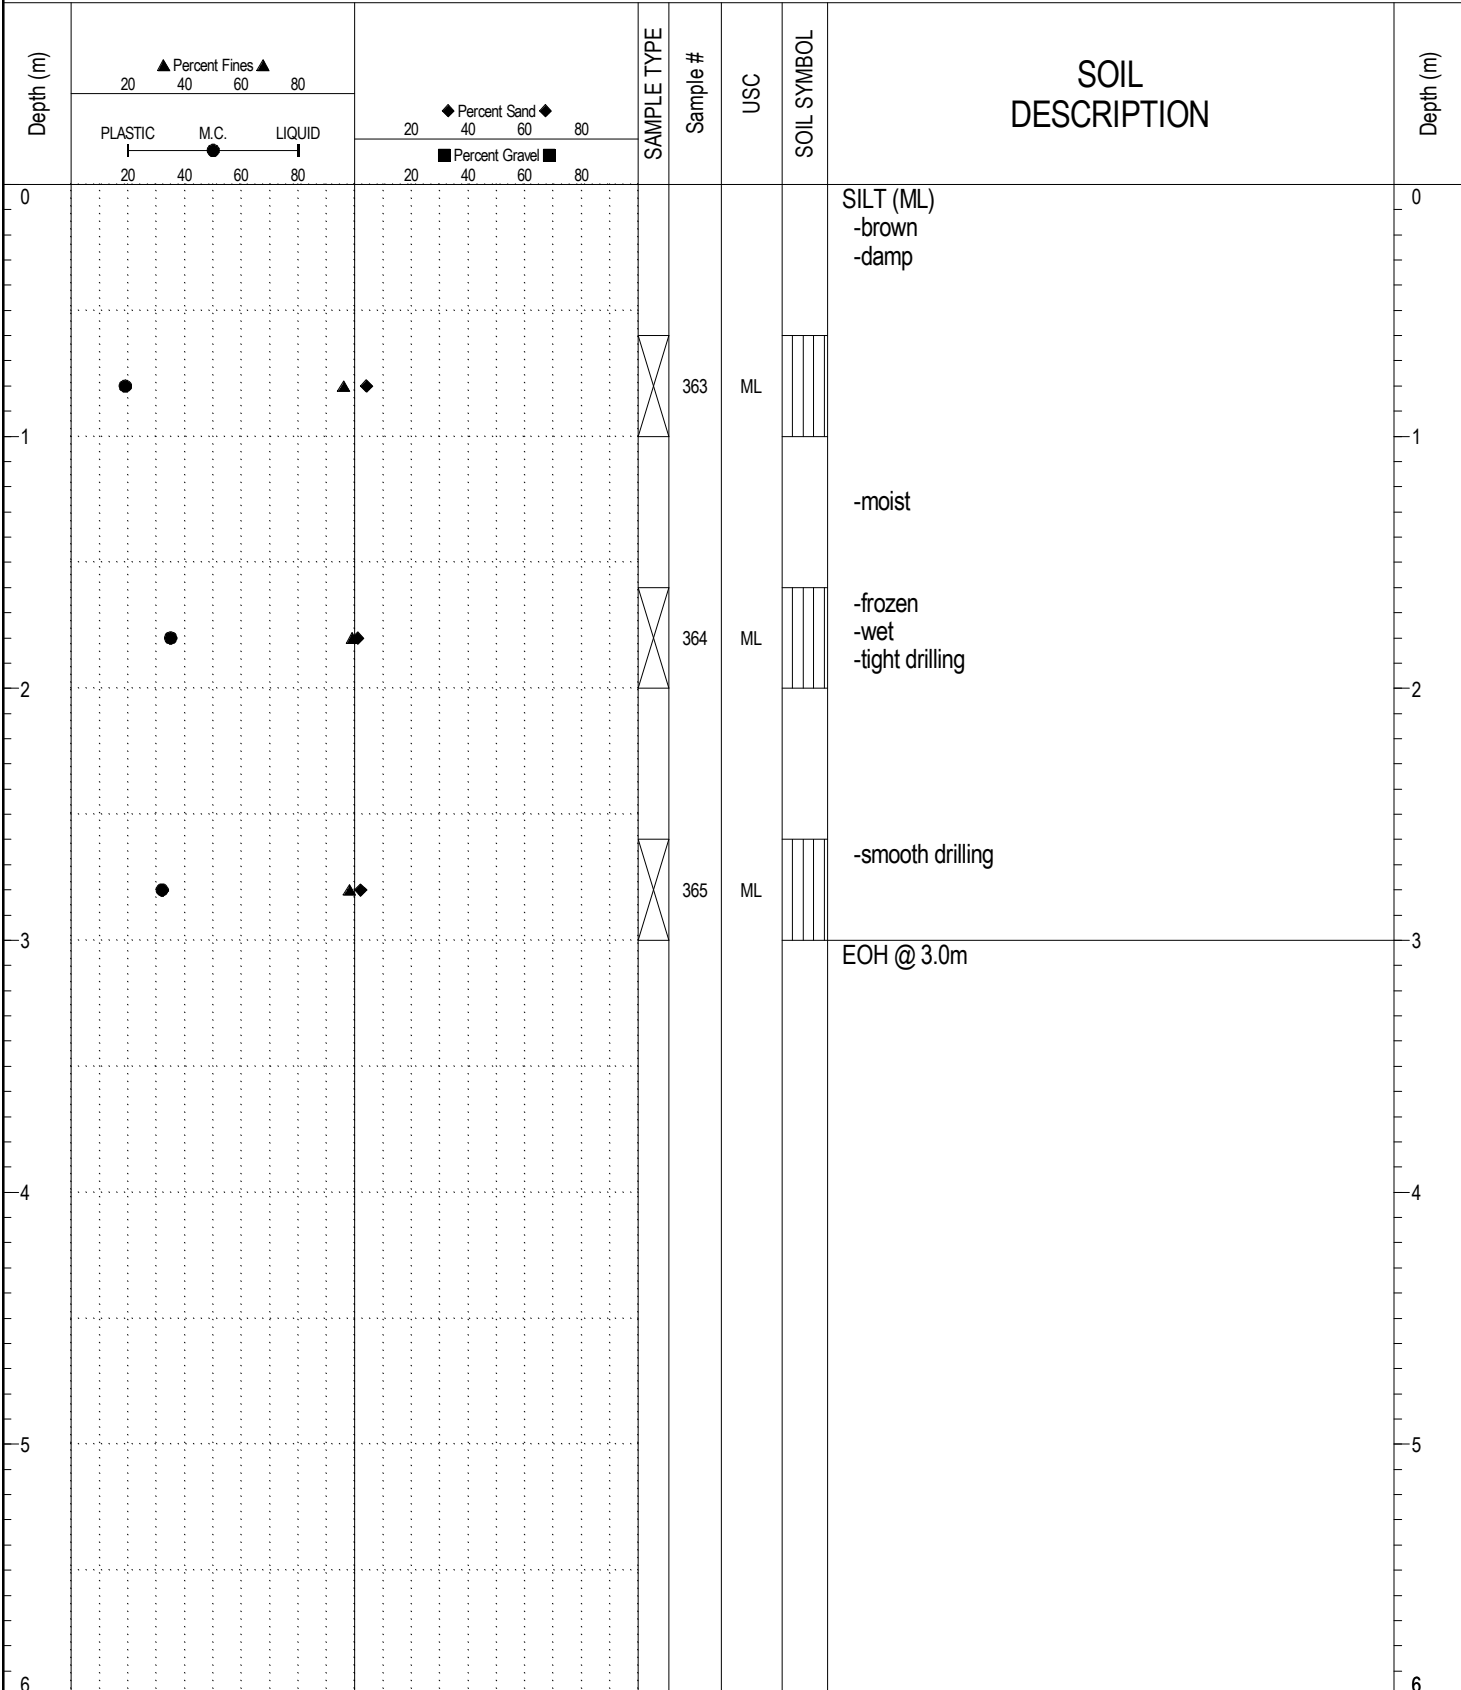 Depth (m)
▲ Percent Fines ▲
20 40 60 80
PLASTIC M.C. LIQUID
20 40 60 80
◆ Percent Sand ◆
20 40 60 80
■ Percent Gravel ■
20 40 60 80
SAMPLE TYPE
Sample #
USC
SOIL SYMBOL
SOIL
DESCRIPTION
Depth (m)
0 SILT (ML) 0
-brown
-damp
363 ML
1 1
-moist
-frozen
364 ML -wet
-tight drilling
2 2
-smooth drilling
365 ML
3 3
EOH @ 3.0m
4 4
5 5
6 6